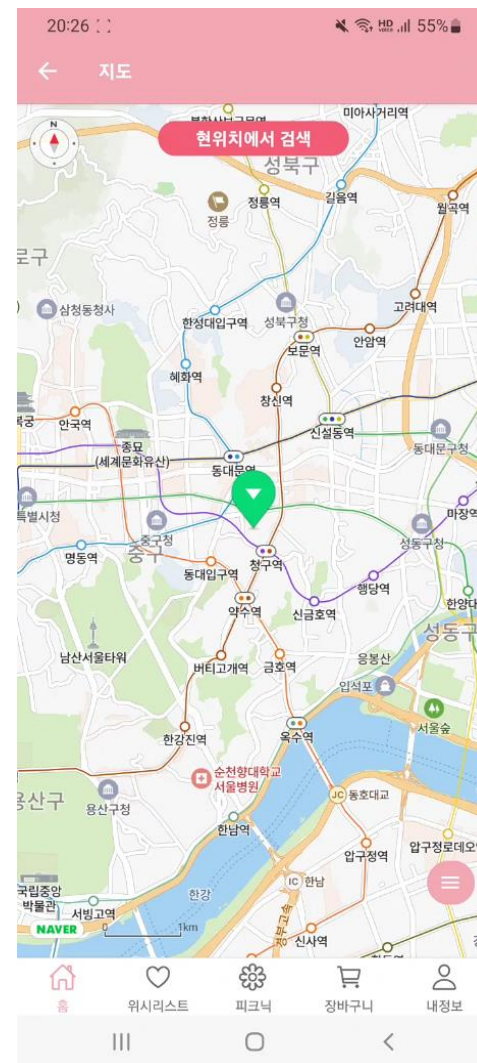 20:26
HD
VOICE
55%
지도
미아사거리역
현위치에서 검색
N
성북구
정릉
정릉역
길음역
월곡역
로구
삼청동청사
한성대입구역
성북구청
고려대역
안암역
보문역
혜화역
창신역
안국역
신설동역
종묘
(세계문화유산)
동대문구청
특별시청
중구청
중구
마장역
성동구청
명동역
동대입구역
청구역
행당역
약수역
신금호역
한양대
성동구
남산서울타워
버티고개역
금호역
응봉산
입석포
서울숲
한강진역
옥수역
순천향대학교
서울병원
용산구
용산구청
JC
동호대교
한남역
압구정역
압구정로데오
국립중앙
박물관
서빙고역
한강
IC
한남
NAVER
0
1km
경부고속
신사역
홈
위시리스트
피크닉
장바구니
내정보